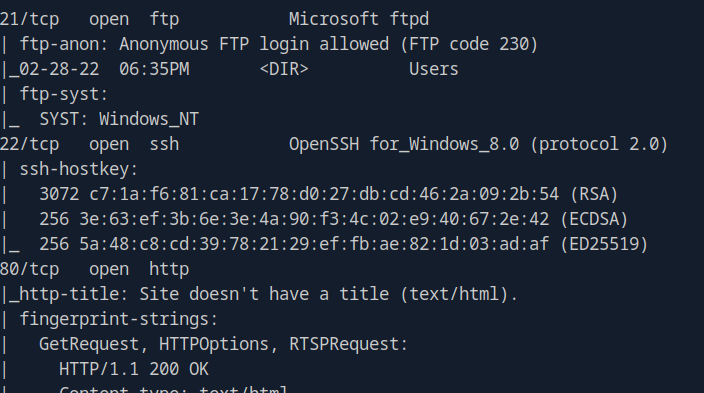 21/tcp   open  ftp           Microsoft ftpd
| ftp-anon: Anonymous FTP login allowed (FTP code 230)
|_02-28-22  06:35PM       <DIR>          Users
| ftp-syst:
|_  SYST: Windows_NT
22/tcp   open  ssh           OpenSSH for_Windows_8.0 (protocol 2.0)
| ssh-hostkey:
|   3072 c7:1a:f6:81:ca:17:78:d0:27:db:cd:46:2a:09:2b:54 (RSA)
|   256 3e:63:ef:3b:6e:3e:4a:90:f3:4c:02:e9:40:67:2e:42 (ECDSA)
|_  256 5a:48:c8:cd:39:78:21:29:ef:fb:ae:82:1d:03:ad:af (ED25519)
80/tcp   open  http
|_http-title: Site doesn't have a title (text/html).
| fingerprint-strings:
|   GetRequest, HTTPOptions, RTSPRequest:
|     HTTP/1.1 200 OK
|     Content-type: text/html